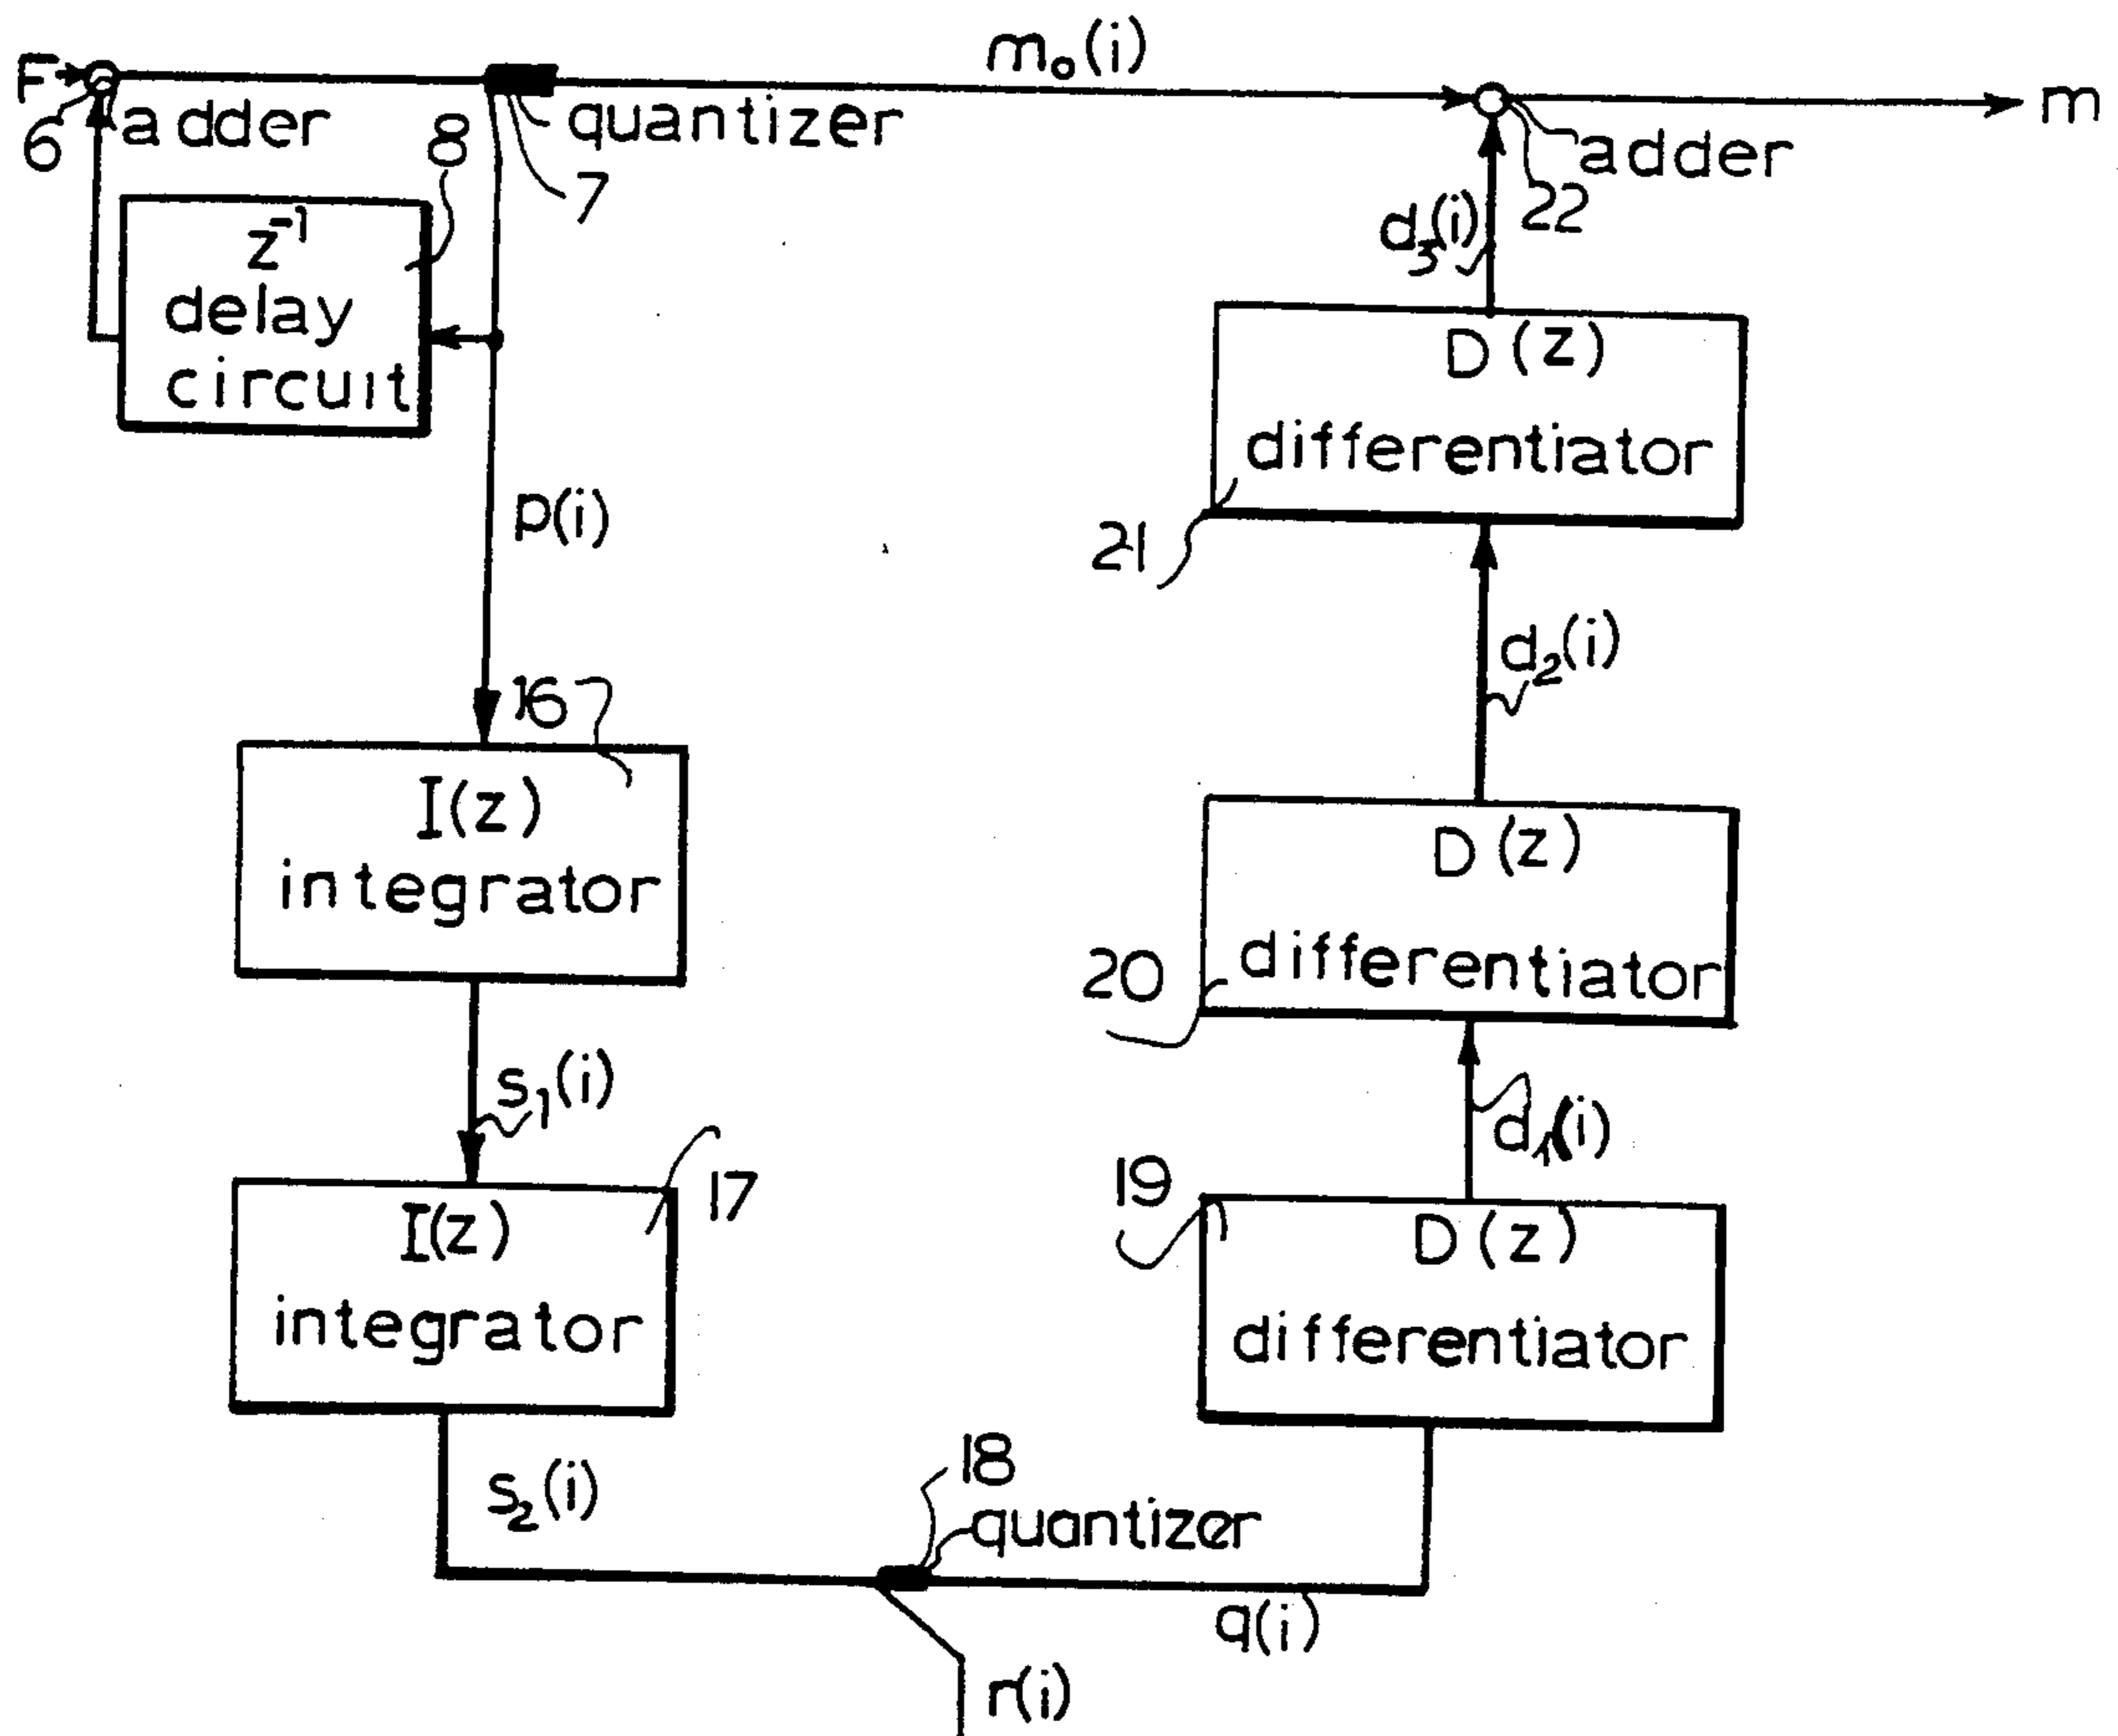 F
m₀(i)
m
6
adder
8
quantizer
7
adder
22
z⁻¹
delay
circuit
d₃(i)
D(z)
differentiator
21
p(i)
d₂(i)
16
I(z)
integrator
D(z)
differentiator
20
s₁(i)
d₁(i)
17
19
I(z)
integrator
D(z)
differentiator
s₂(i)
18
quantizer
q(i)
r(i)